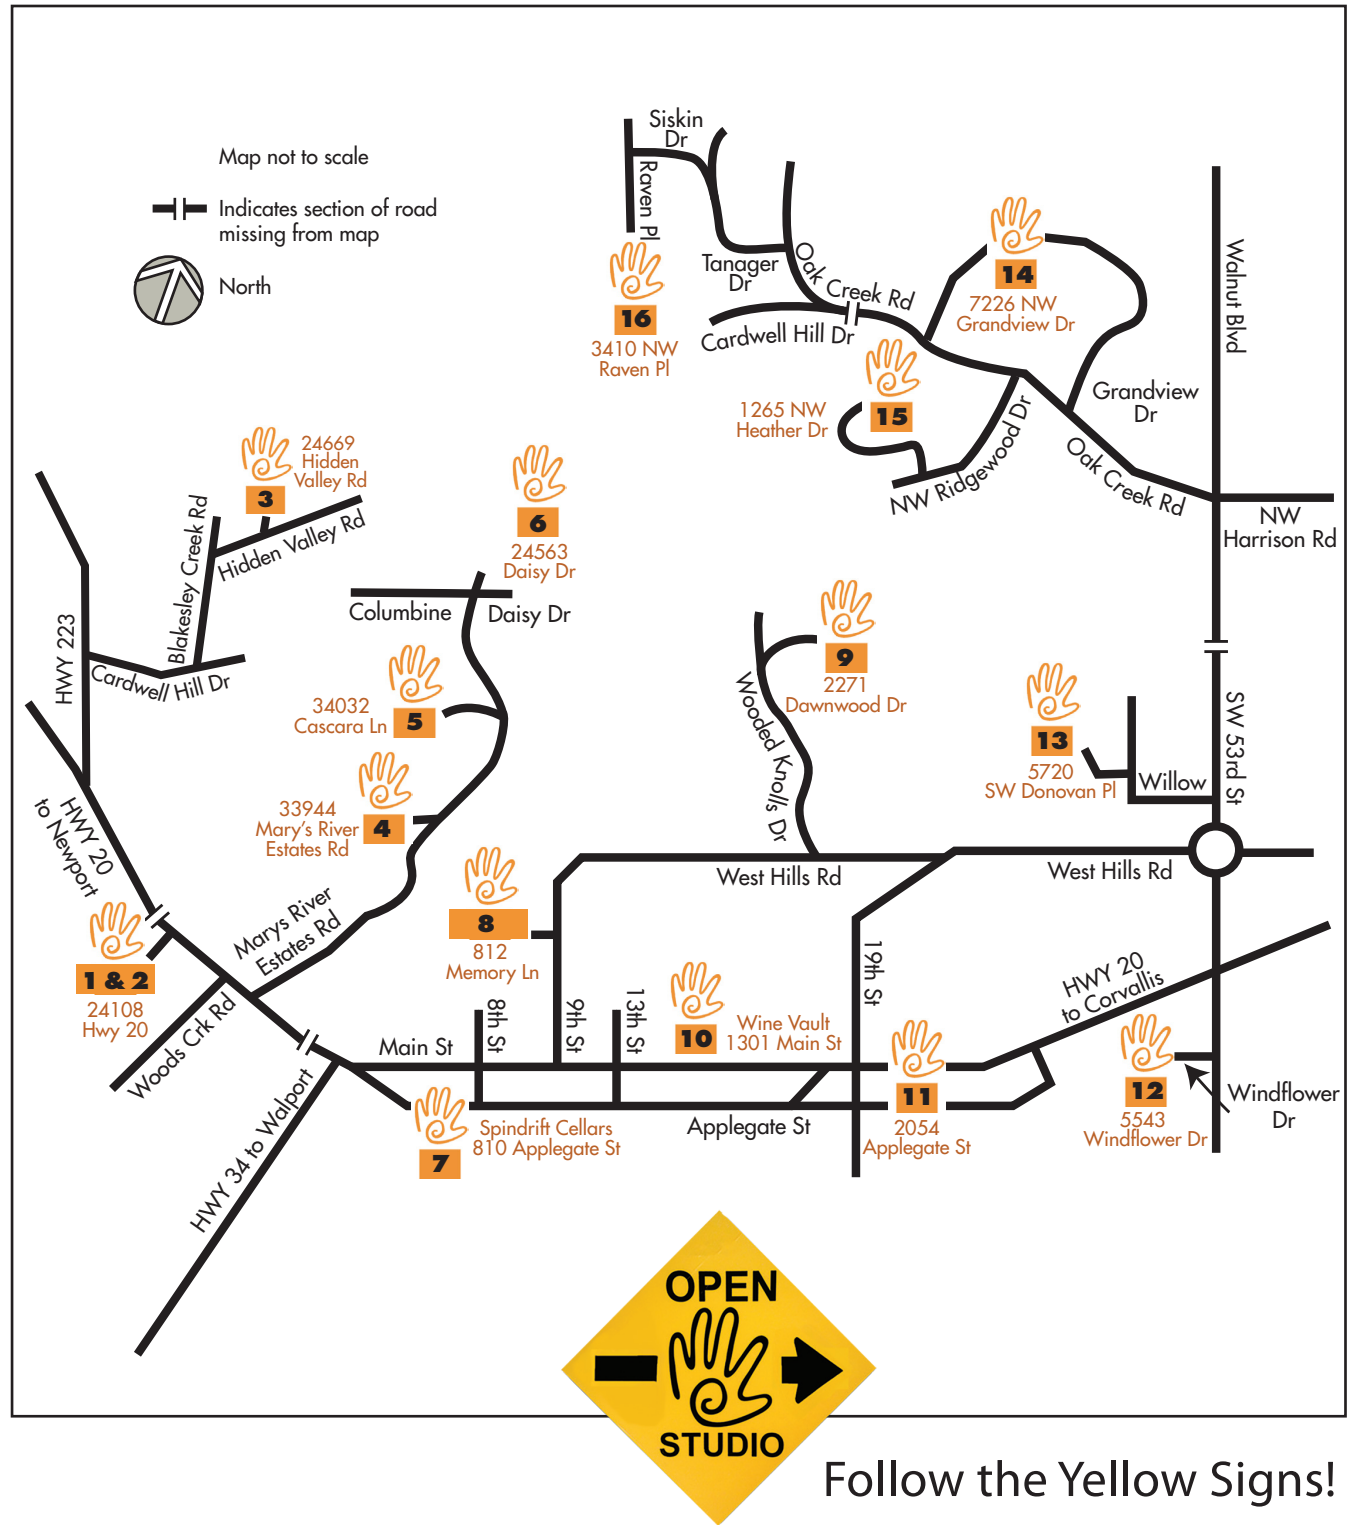 Map not to scale
Indicates section of road
missing from map
North
Siskin
Dr
Raven Pl
Tanager
Dr
Oak Creek Rd
Cardwell Hill Dr
16
3410 NW
Raven Pl
14
7226 NW
Grandview Dr
Walnut Blvd
15
1265 NW
Heather Dr
Grandview
Dr
NW Ridgewood Dr
Oak Creek Rd
NW
Harrison Rd
24669
Hidden
Valley Rd
3
Hidden Valley Rd
Blakesley Creek Rd
Cardwell Hill Dr
HWY 223
6
24563
Daisy Dr
Columbine
Daisy Dr
34032
Cascara Ln
5
33944
Mary's River
Estates Rd
4
9
2271
Dawnwood Dr
Wooded Knolls Dr
13
5720
SW Donovan Pl
Willow
SW 53rd St
HWY 20
to Newport
West Hills Rd
West Hills Rd
8
812
Memory Ln
Marys River
Estates Rd
1 & 2
24108
Hwy 20
Woods Crk Rd
Main St
8th St
9th St
13th St
10
Wine Vault
1301 Main St
19th St
HWY 20
to Corvallis
11
2054
Applegate St
12
5543
Windflower Dr
Windflower
Dr
HWY 34 to Walport
7
Spindrift Cellars
810 Applegate St
Applegate St
OPEN
STUDIO
Follow the Yellow Signs!